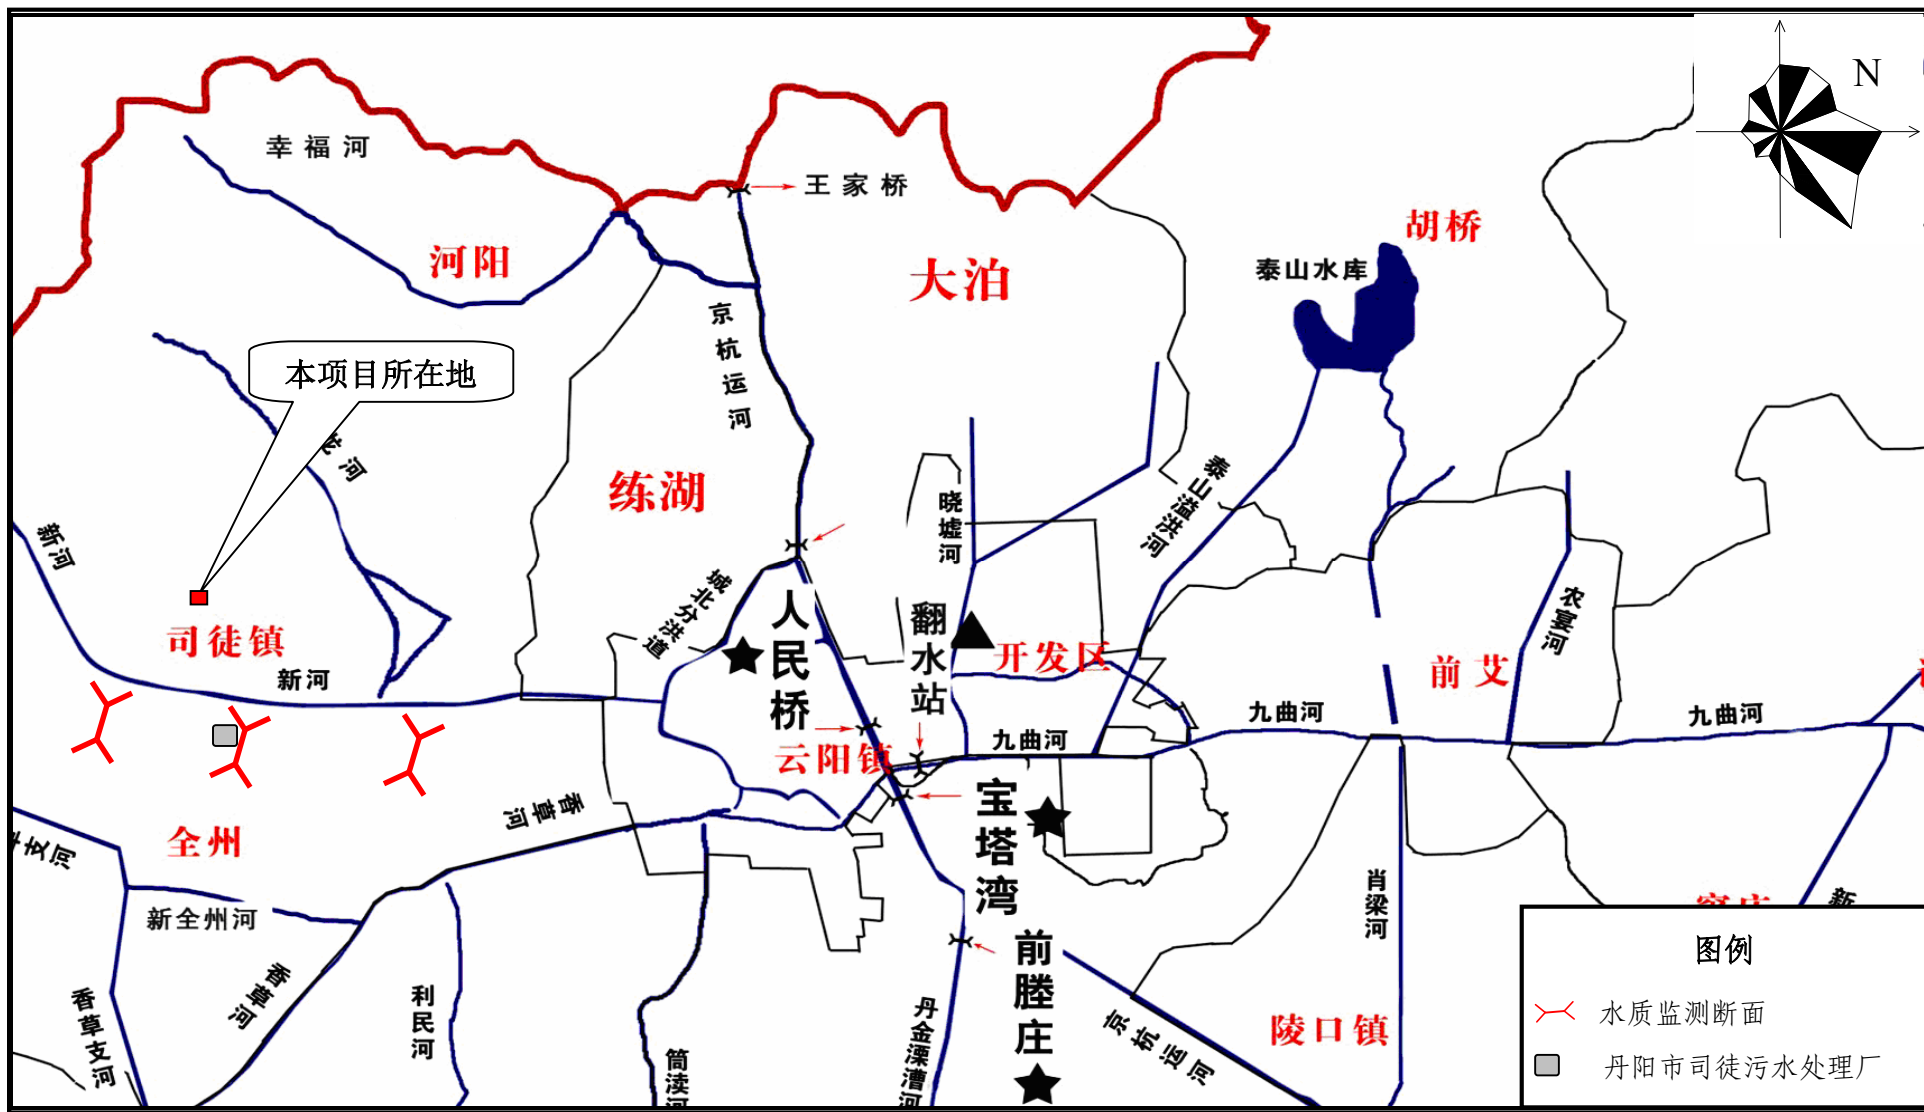 N
幸福河
王家桥
胡桥
河阳
大泊
泰山水库
京杭运河
本项目所在地
龙河
练湖
泰山溢洪河
晓墟河
新河
城北分洪道
人民桥
翻水站
农宴河
司徒镇
开发区
前艾
新河
九曲河
九曲河
九曲河
云阳镇
宝塔湾
香草河
全州
支河
肖梁河
新
新全州河
前塍庄
图例
香草河
利民河
香草支河
丹金溧漕河
京杭运河
陵口镇
筒渎河
水质监测断面
丹阳市司徒污水处理厂